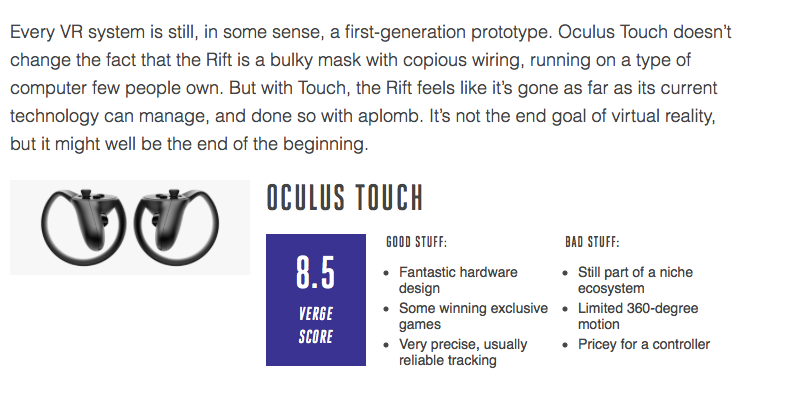 Every VR system is still, in some sense, a first-generation prototype. Oculus Touch doesn’t
change the fact that the Rift is a bulky mask with copious wiring, running on a type of
computer few people own. But with Touch, the Rift feels like it’s gone as far as its current
technology can manage, and done so with aplomb. It’s not the end goal of virtual reality,
but it might well be the end of the beginning.
OCULUS TOUCH
8.5
VERGE
SCORE
GOOD STUFF:
• Fantastic hardware
design
• Some winning exclusive
games
• Very precise, usually
reliable tracking
BAD STUFF:
• Still part of a niche
ecosystem
• Limited 360-degree
motion
• Pricey for a controller